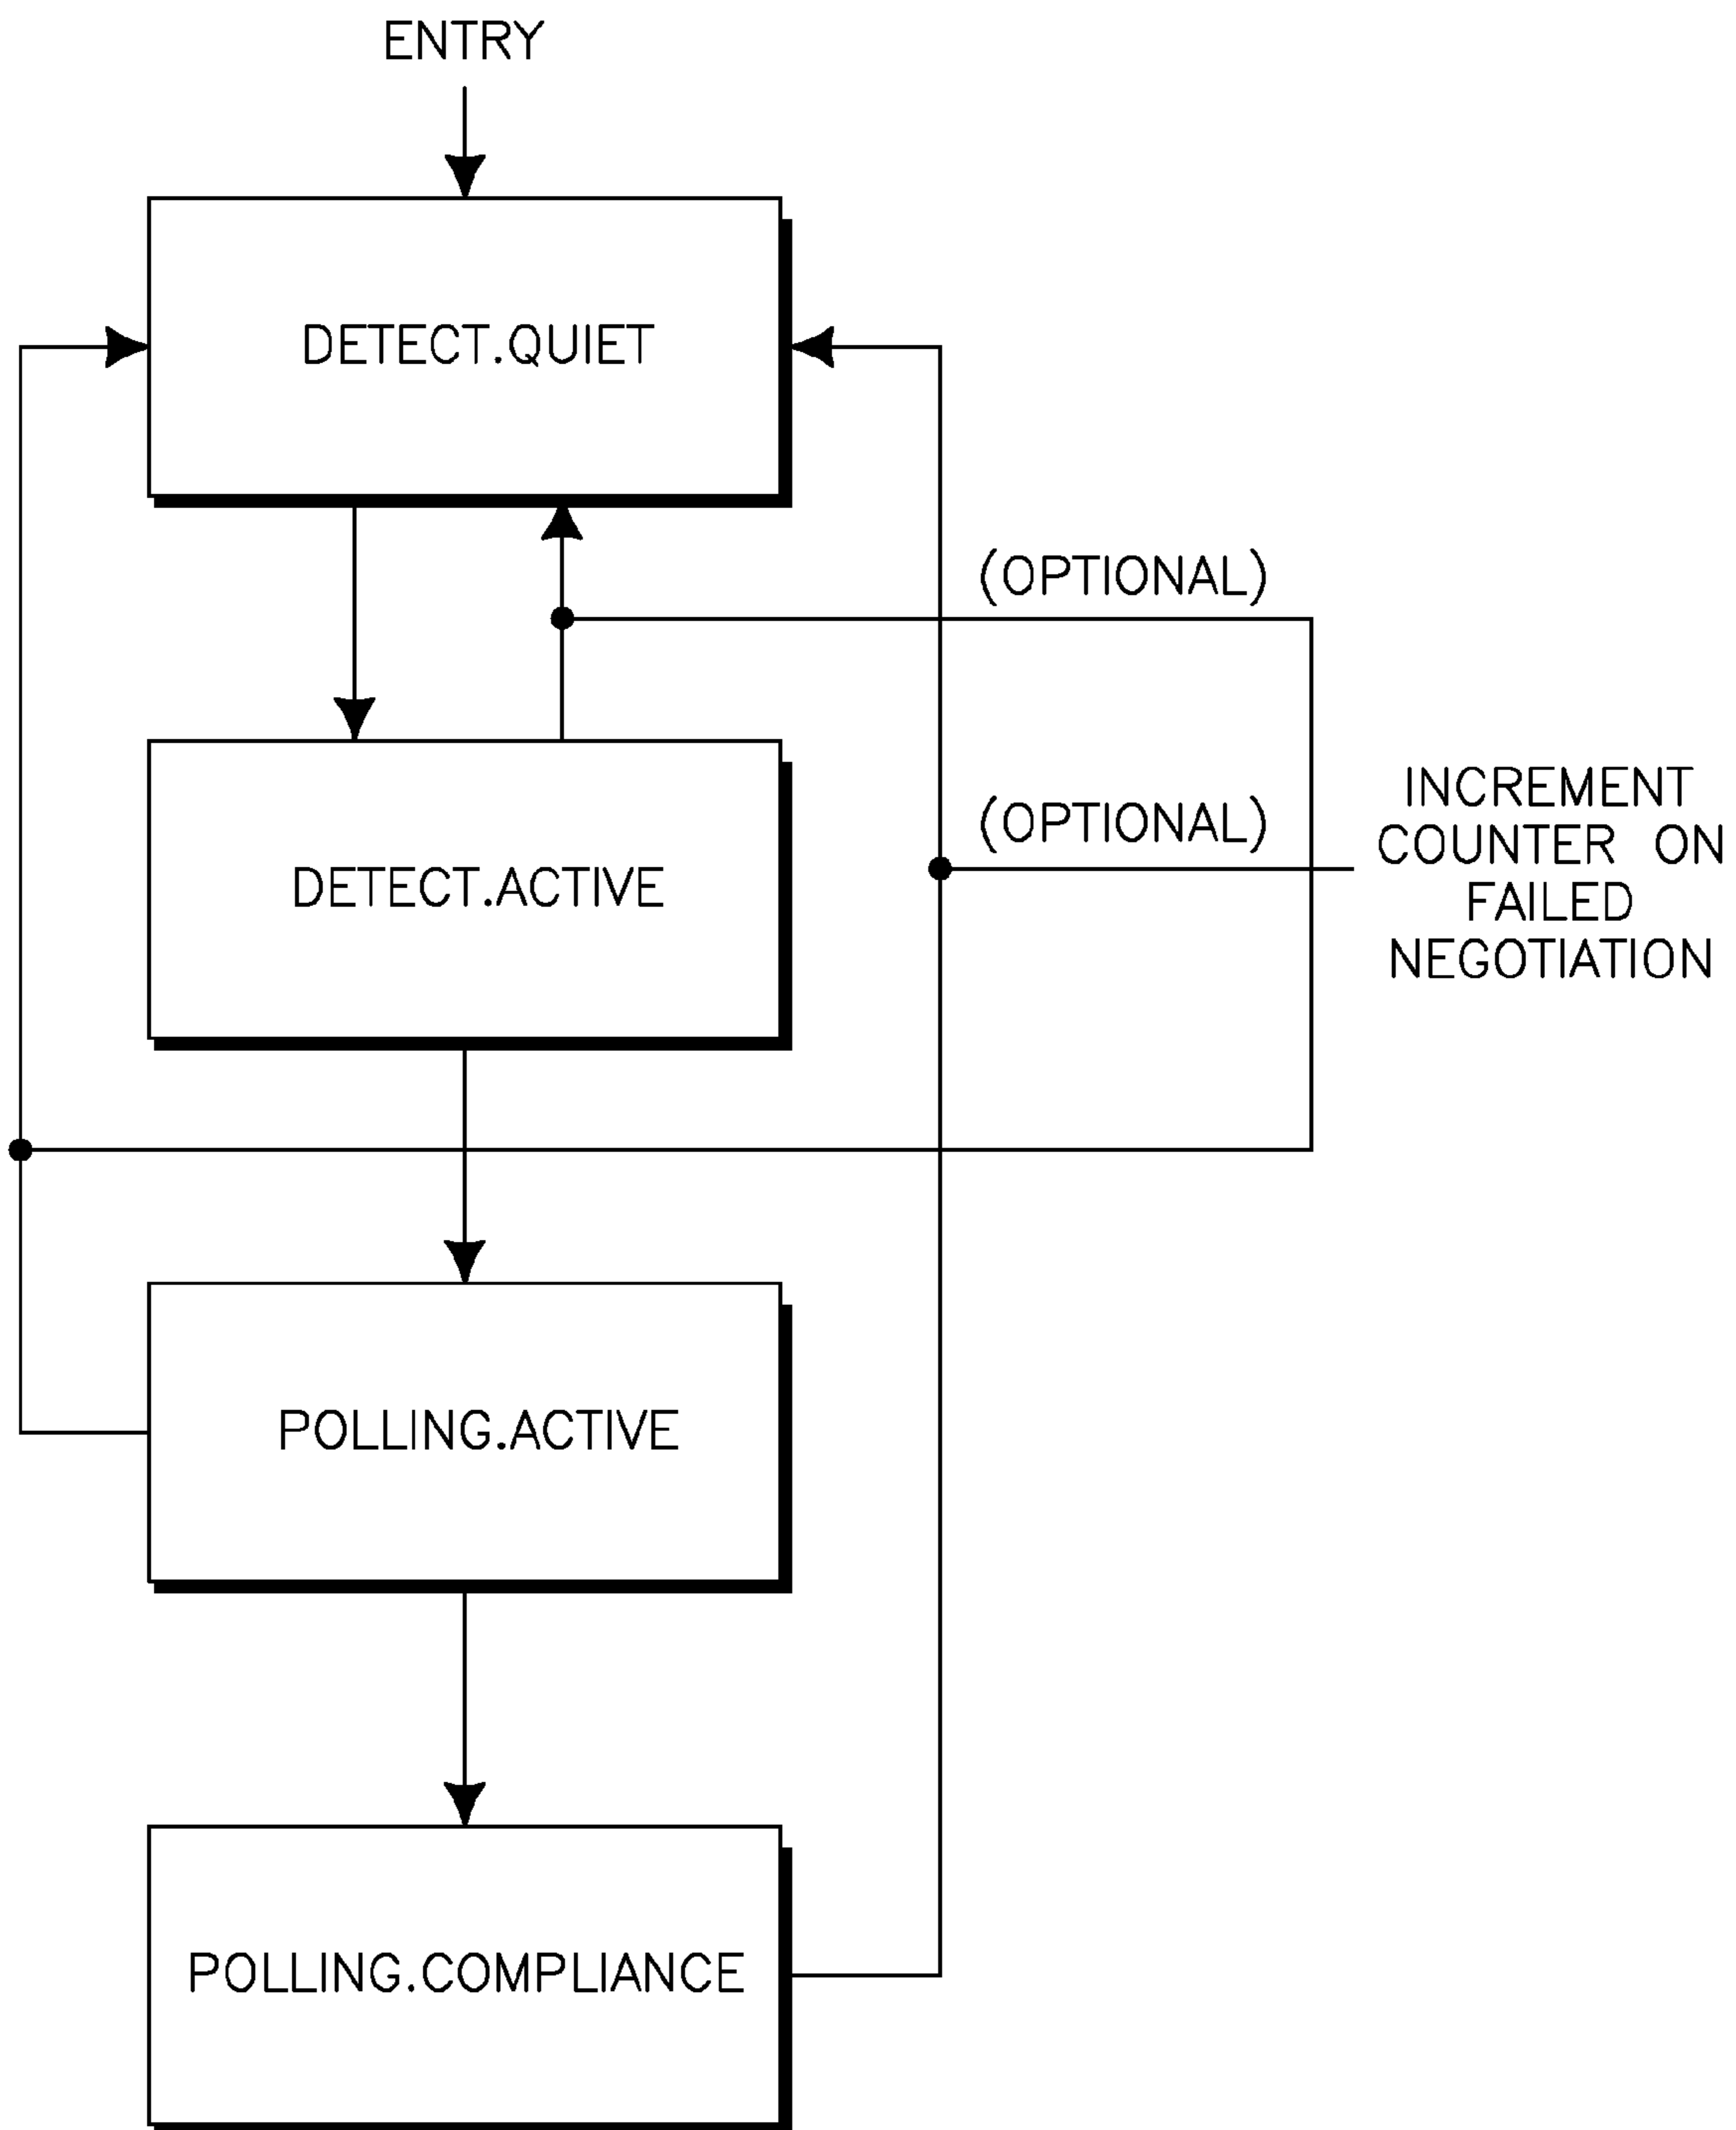 ENTRY
DETECT.QUIET
(OPTIONAL)
(OPTIONAL)
INCREMENT
COUNTER ON
FAILED
NEGOTIATION
DETECT.ACTIVE
POLLING.ACTIVE
POLLING.COMPLIANCE